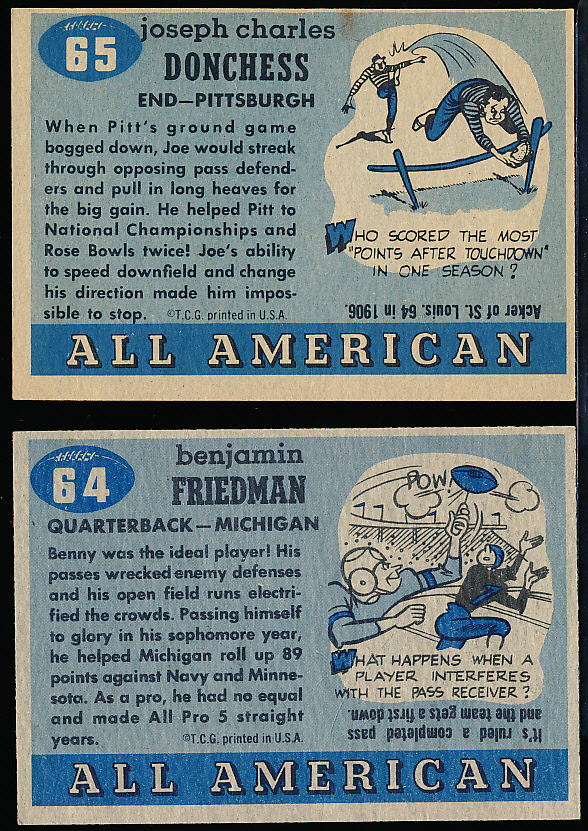 65
joseph charles
DONCHESS
END—PITTSBURGH
When Pitt's ground game
bogged down, Joe would streak
through opposing pass defend-
ers and pull in long heaves for
the big gain. He helped Pitt to
National Championships and
Rose Bowls twice! Joe's ability
to speed downfield and change
his direction made him impos-
sible to stop. ©T.C.G. printed in U.S.A.
WHO SCORED THE MOST
"POINTS AFTER TOUCHDOWN"
IN ONE SEASON?
Acker of St. Louis. 64 in 1906.
ALL AMERICAN
64
benjamin
FRIEDMAN
QUARTERBACK—MICHIGAN
Benny was the ideal player! His
passes wrecked enemy defenses
and his open field runs electri-
fied the crowds. Passing himself
to glory in his sophomore year,
he helped Michigan roll up 89
points against Navy and Minne-
sota. As a pro, he had no equal
and made All Pro 5 straight
years. ©T.C.G. printed in U.S.A.
POW!
WHAT HAPPENS WHEN A
PLAYER INTERFERES
WITH THE PASS RECEIVER?
It's ruled a completed pass
and the team gets a first down.
ALL AMERICAN